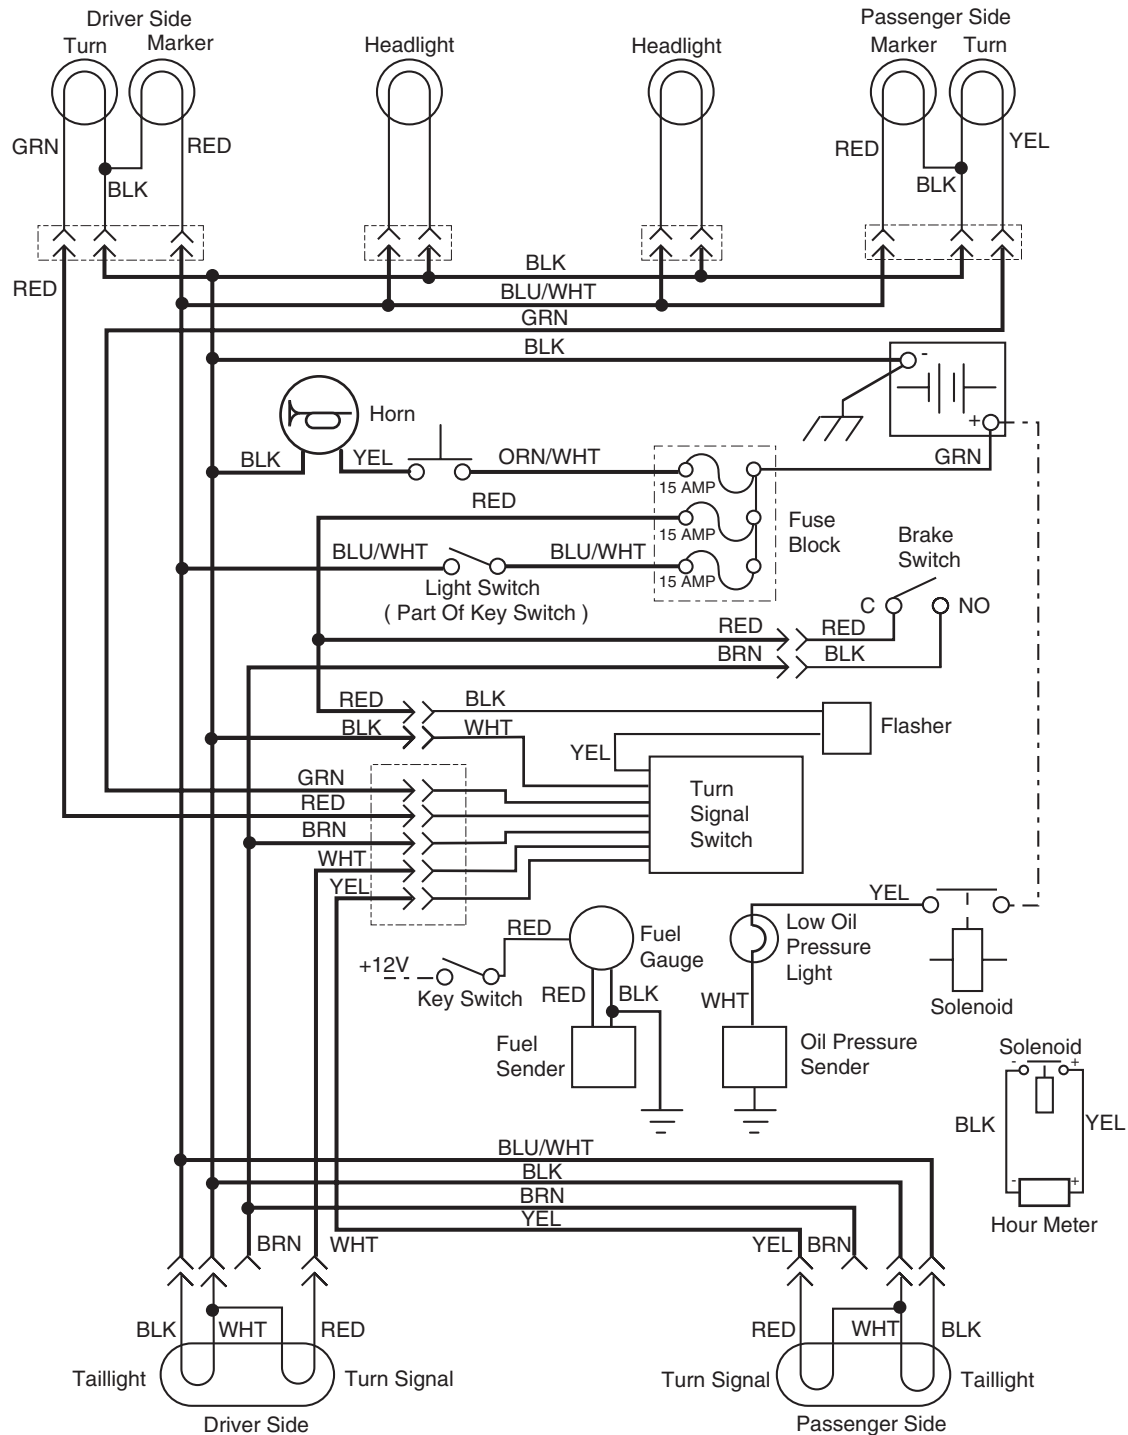 Driver Side
Passenger Side
Turn
Marker
Headlight
Headlight
Marker
Turn
GRN
RED
BLK
RED
BLK
YEL
RED
BLK
BLU/WHT
GRN
BLK
-
+
Horn
BLK
YEL
ORN/WHT
GRN
15 AMP
RED
15 AMP
Fuse
Block
BLU/WHT
BLU/WHT
15 AMP
Light Switch
( Part Of Key Switch )
Brake
Switch
C
NO
RED
RED
BRN
BLK
RED
BLK
BLK
WHT
Flasher
YEL
GRN
RED
BRN
WHT
YEL
Turn
Signal
Switch
YEL
RED
Fuel
Gauge
Low Oil
Pressure
Light
+12V
Key Switch
RED
BLK
WHT
Solenoid
Fuel
Sender
Oil Pressure
Sender
Solenoid
-
+
BLK
YEL
-
+
Hour Meter
BLU/WHT
BLK
BRN
YEL
BRN
WHT
YEL
BRN
BLK
WHT
RED
RED
WHT
BLK
Taillight
Turn Signal
Turn Signal
Taillight
Driver Side
Passenger Side